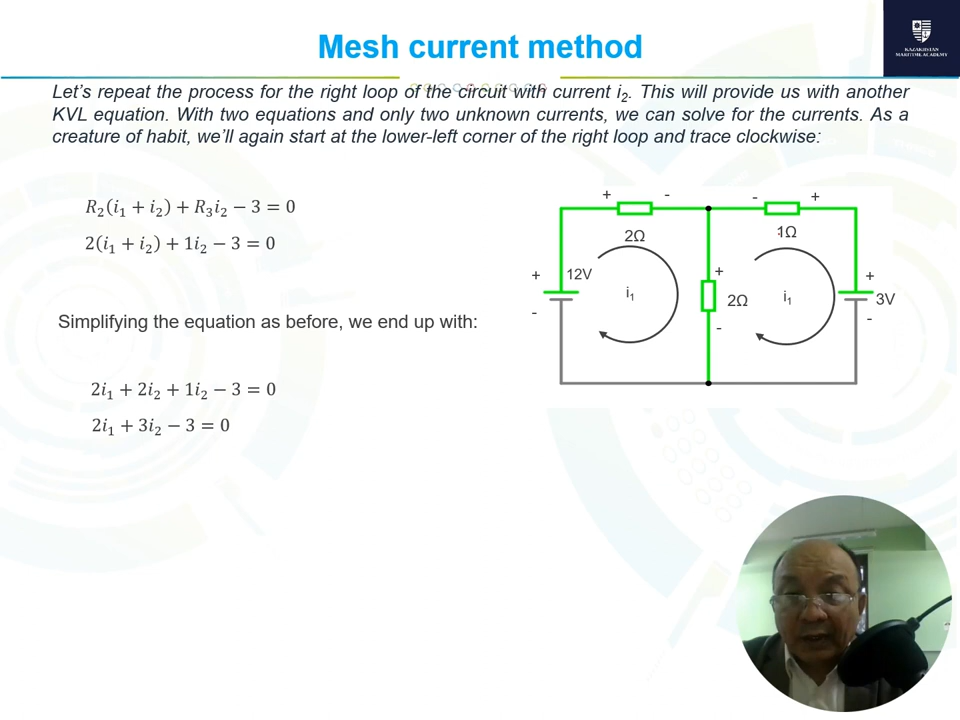 Mesh current method
KAZAKHSTAN
MARITIME ACADEMY
Let's repeat the process for the right loop of the circuit with current i₂. This will provide us with another
KVL equation. With two equations and only two unknown currents, we can solve for the currents. As a
creature of habit, we'll again start at the lower-left corner of the right loop and trace clockwise:
R₂(i₁ + i₂) + R₃i₂ − 3 = 0
2(i₁ + i₂) + 1i₂ − 3 = 0
Simplifying the equation as before, we end up with:
2i₁ + 2i₂ + 1i₂ − 3 = 0
2i₁ + 3i₂ − 3 = 0
+ - - +
2Ω 1Ω
+ 12V + +
i₁ 2Ω i₁ 3V
- - -